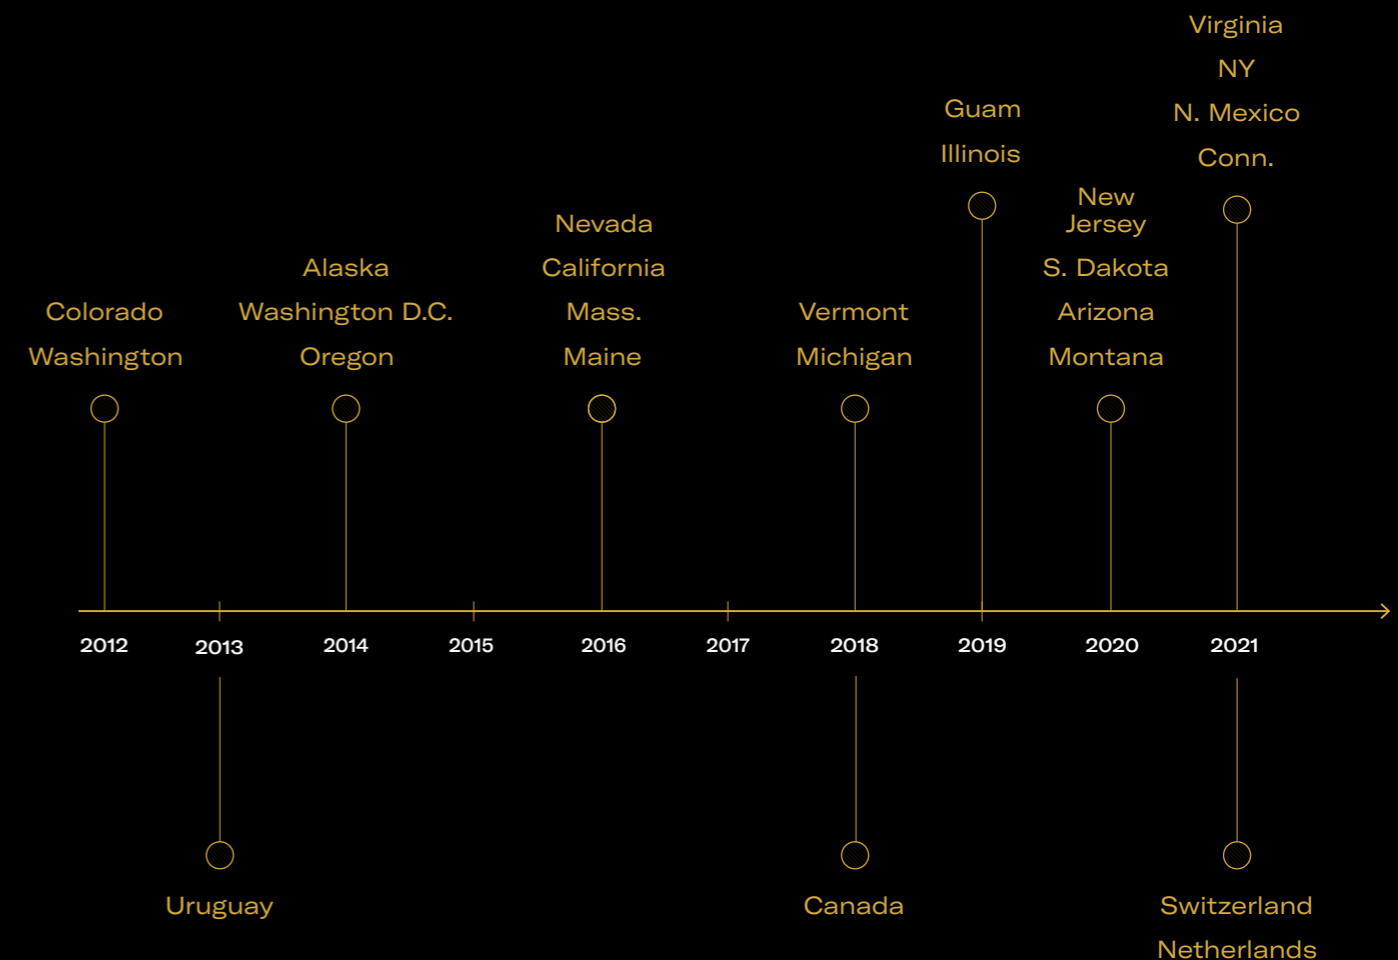 Virginia
NY
N. Mexico
Conn.
Guam
Illinois
New
Jersey
S. Dakota
Arizona
Montana
Nevada
California
Mass.
Maine
Alaska
Washington D.C.
Oregon
Colorado
Washington
Vermont
Michigan
2012 2013 2014 2015 2016 2017 2018 2019 2020 2021
Uruguay
Canada
Switzerland
Netherlands